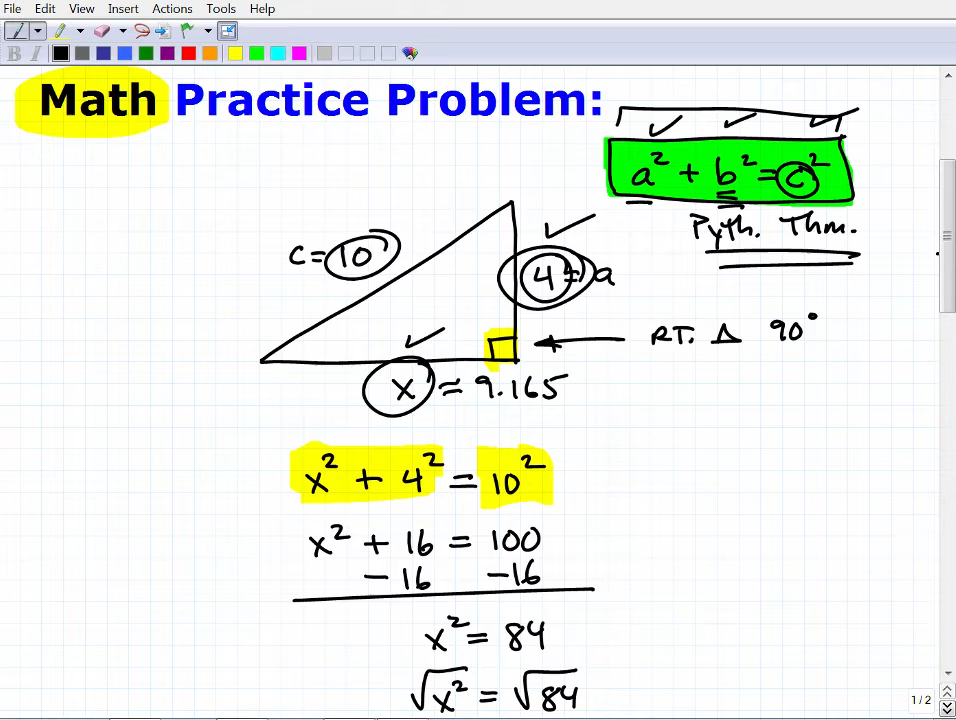 File Edit View Insert Actions Tools Help
B I
Math Practice Problem:
a² + b² = c²
Pyth. Thm.
c = 10
4 = a
RT. Δ 90°
x ≈ 9.165
x² + 4² = 10²
x² + 16 = 100
- 16 -16
x² = 84
√x² = √84
1/2